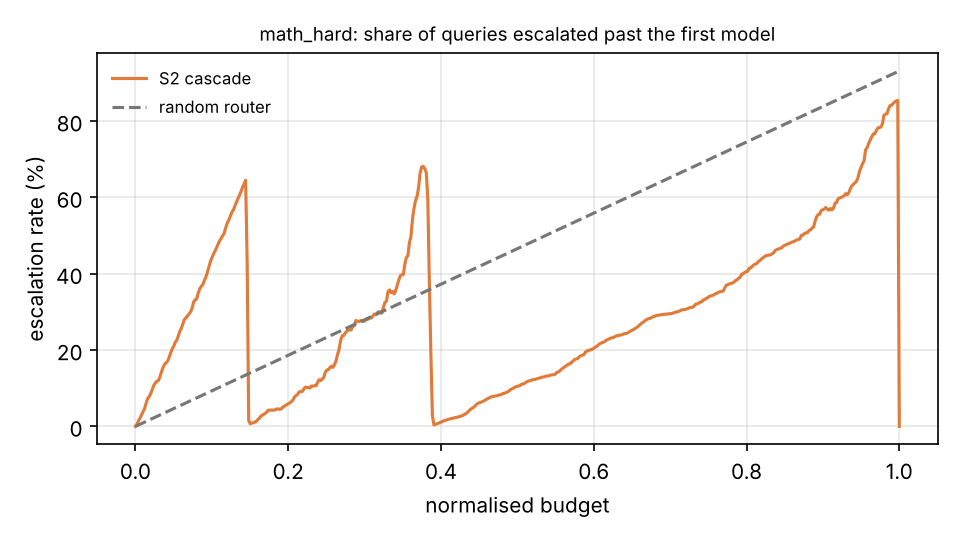 math_hard: share of queries escalated past the first model
S2 cascade
random router
escalation rate (%)
80
60
40
20
0
0.0 0.2 0.4 0.6 0.8 1.0
normalised budget